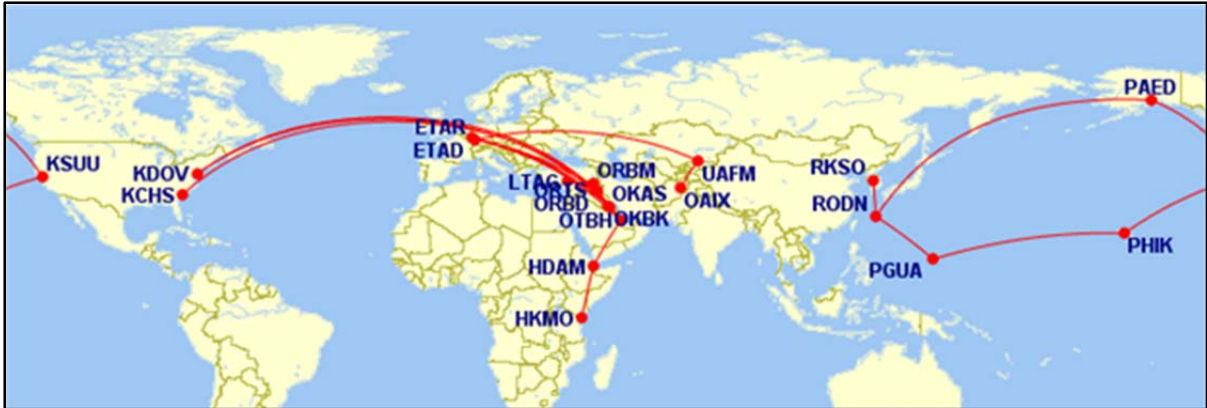 PAED
ETAR
ETAD
KSUU
KDOV
KCHS
ORBM
UAFM
RKSO
LTAG
OKAS
OAIX
ORBD
RODN
OTBH
OKBK
PHIK
HDAM
PGUA
HKMO